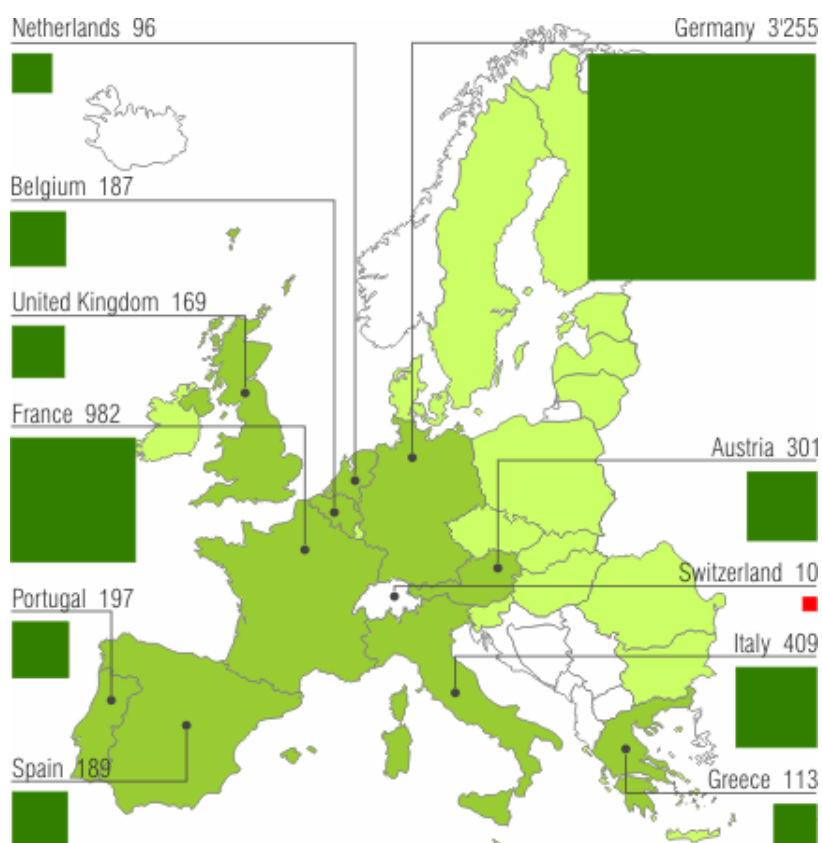 Netherlands 96
Germany 3'255
Belgium 187
United Kingdom 169
France 982
Austria 301
Switzerland 10
Portugal 197
Italy 409
Spain 189
Greece 113